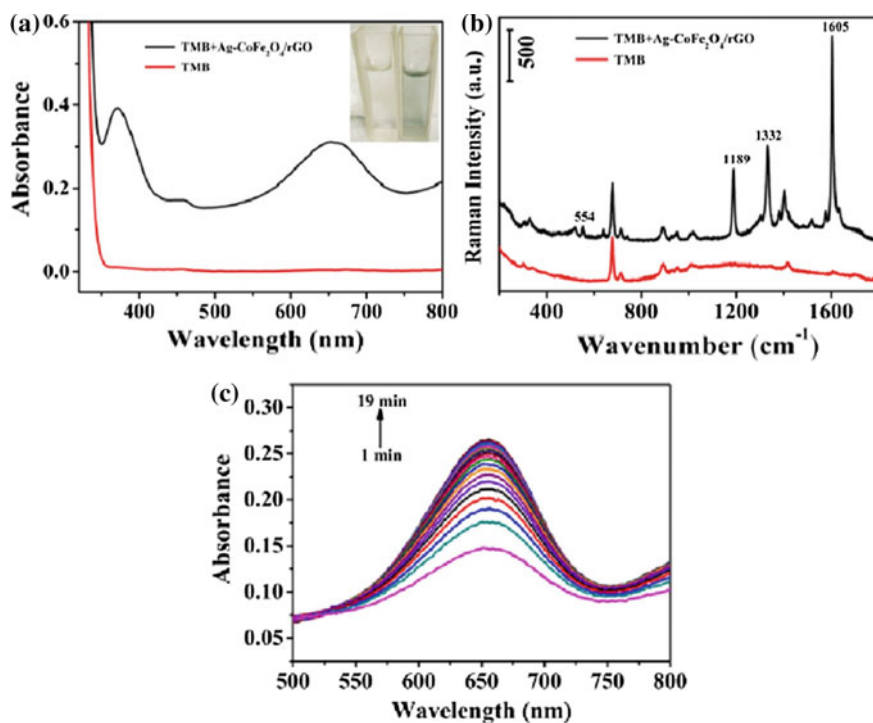 (a)
TMB+Ag-CoFe₂O₄/rGO
TMB
Absorbance
0.6
0.4
0.2
0.0
400
500
600
700
800
Wavelength (nm)
(b)
500
TMB+Ag-CoFe₂O₄/rGO
TMB
1605
1332
1189
554
Raman Intensity (a.u.)
400
800
1200
1600
Wavenumber (cm⁻¹)
(c)
19 min
1 min
Absorbance
0.30
0.25
0.20
0.15
0.10
0.05
500
550
600
650
700
750
800
Wavelength (nm)